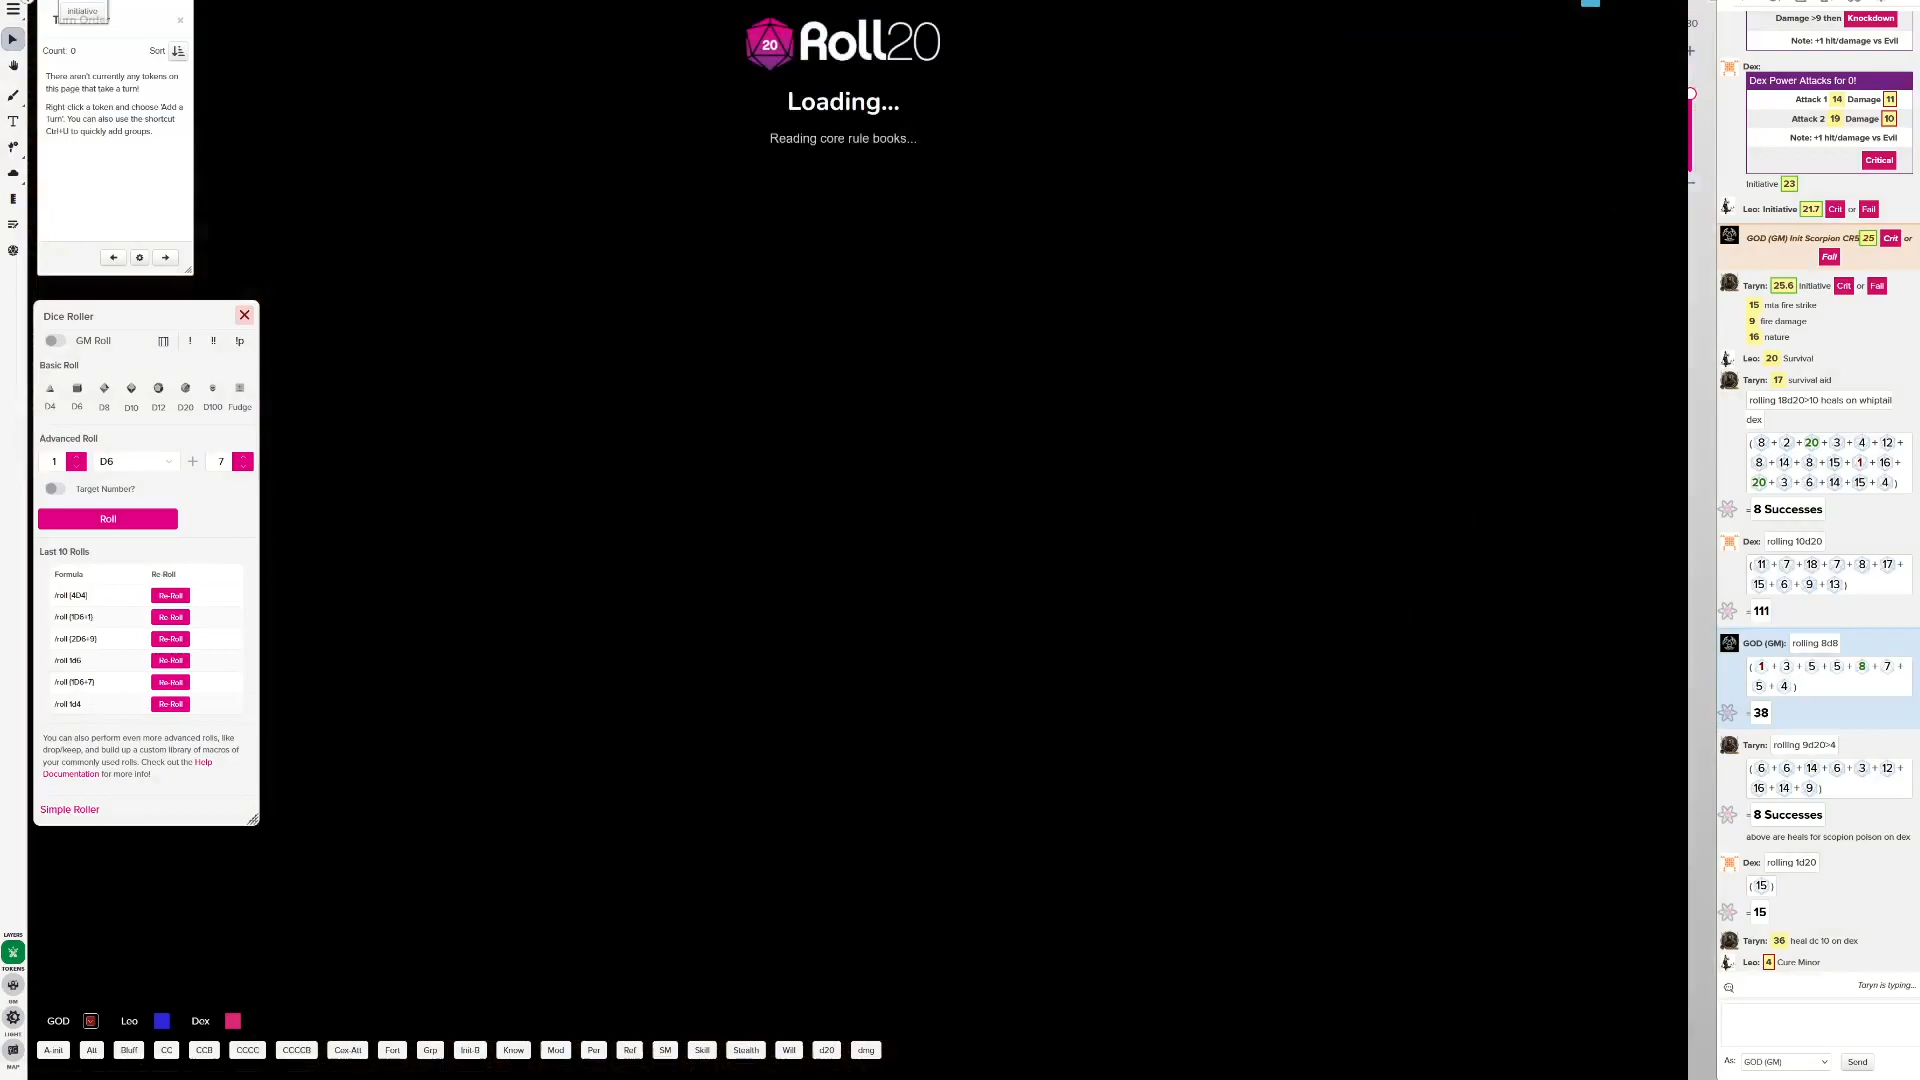 initiative
Turn Order
Count: 0
Sort
There aren't currently any tokens on
this page that take a turn!
Right click a token and choose 'Add a
Turn'. You can also use the shortcut
Ctrl+U to quickly add groups.
Dice Roller
GM Roll
! !! !p
Basic Roll
D4 D6 D8 D10 D12 D20 D100 Fudge
Advanced Roll
1 D6 + 7
Target Number?
Roll
Last 10 Rolls
Formula Re-Roll
/roll {4D4} Re-Roll
/roll {1D6+1} Re-Roll
/roll {2D6+9} Re-Roll
/roll 1d6 Re-Roll
/roll {1D6+7} Re-Roll
/roll 1d4 Re-Roll
You can also perform even more advanced rolls, like
drop/keep, and build up a custom library of macros of
your commonly used rolls. Check out the Help
Documentation for more info!
Simple Roller
LAYERS
TOKENS
GM
LIGHT
MAP
20 Roll20
Loading...
Reading core rule books...
GOD Leo Dex
A-init Att Bluff CC CCB CCCC CCCCB Cex-Att Fort Grp Init-B Know Mod Per Ref SM Skill Stealth Will d20 dmg
Damage >9 then Knockdown
Note: +1 hit/damage vs Evil
Dex:
Dex Power Attacks for 0!
Attack 1 14 Damage 11
Attack 2 19 Damage 10
Note: +1 hit/damage vs Evil
Critical
Initiative 23
Leo: Initiative 21.7 Crit or Fail
GOD (GM) Init Scorpion CR5 25 Crit or
Fail
Taryn: 25.6 Initiative Crit or Fail
15 mta fire strike
9 fire damage
16 nature
Leo: 20 Survival
Taryn: 17 survival aid
rolling 18d20>10 heals on whiptail
dex
( 8 + 2 + 20 + 3 + 4 + 12 +
8 + 14 + 8 + 15 + 1 + 16 +
20 + 3 + 6 + 14 + 15 + 4 )
= 8 Successes
Dex: rolling 10d20
( 11 + 7 + 18 + 7 + 8 + 17 +
15 + 6 + 9 + 13 )
= 111
GOD (GM): rolling 8d8
( 1 + 3 + 5 + 5 + 8 + 7 +
5 + 4 )
= 38
Taryn: rolling 9d20>4
( 6 + 6 + 14 + 6 + 3 + 12 +
16 + 14 + 9 )
= 8 Successes
above are heals for scopion poison on dex
Dex: rolling 1d20
( 15 )
= 15
Taryn: 36 heal dc 10 on dex
Leo: 4 Cure Minor
Taryn is typing...
As: GOD (GM) Send